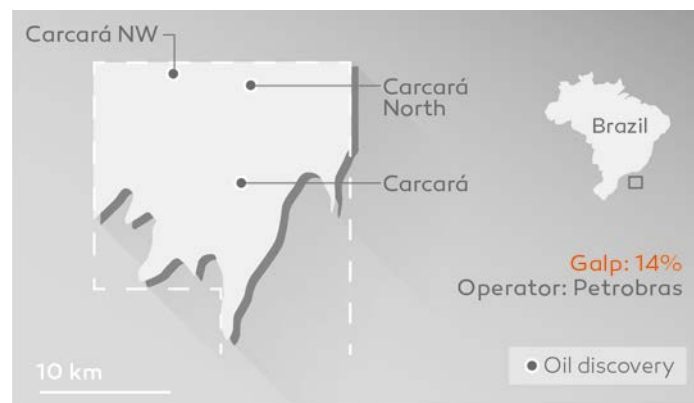 Carcará NW
Carcará
North
Carcará
Brazil
Galp: 14%
Operator: Petrobras
10 km
Oil discovery